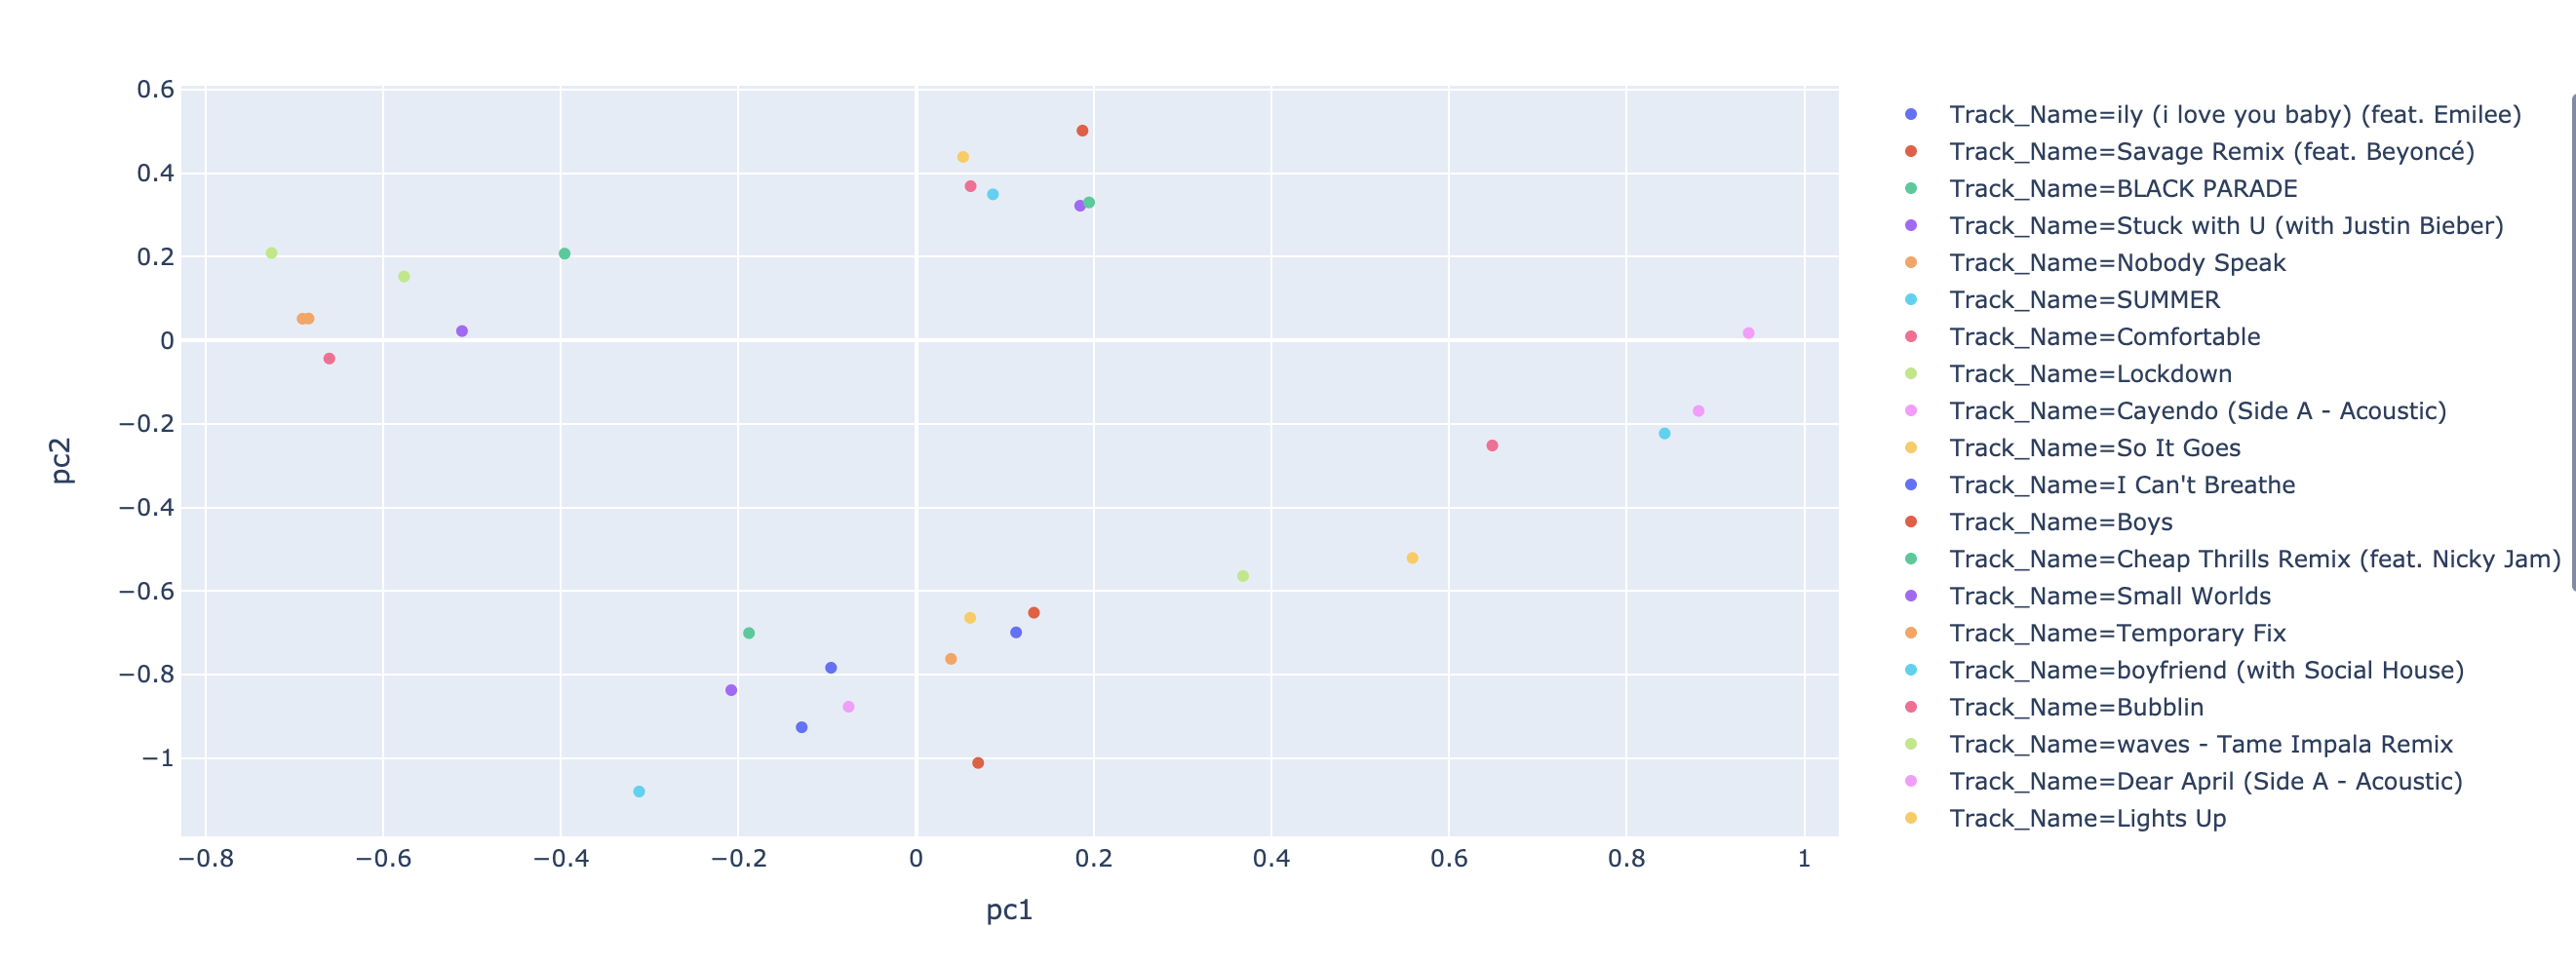 0.6
0.4
0.2
0
−0.2
−0.4
−0.6
−0.8
−1
pc2
−0.8
−0.6
−0.4
−0.2
0
0.2
0.4
0.6
0.8
1
pc1
Track_Name=ily (i love you baby) (feat. Emilee)
Track_Name=Savage Remix (feat. Beyoncé)
Track_Name=BLACK PARADE
Track_Name=Stuck with U (with Justin Bieber)
Track_Name=Nobody Speak
Track_Name=SUMMER
Track_Name=Comfortable
Track_Name=Lockdown
Track_Name=Cayendo (Side A - Acoustic)
Track_Name=So It Goes
Track_Name=I Can't Breathe
Track_Name=Boys
Track_Name=Cheap Thrills Remix (feat. Nicky Jam)
Track_Name=Small Worlds
Track_Name=Temporary Fix
Track_Name=boyfriend (with Social House)
Track_Name=Bubblin
Track_Name=waves - Tame Impala Remix
Track_Name=Dear April (Side A - Acoustic)
Track_Name=Lights Up